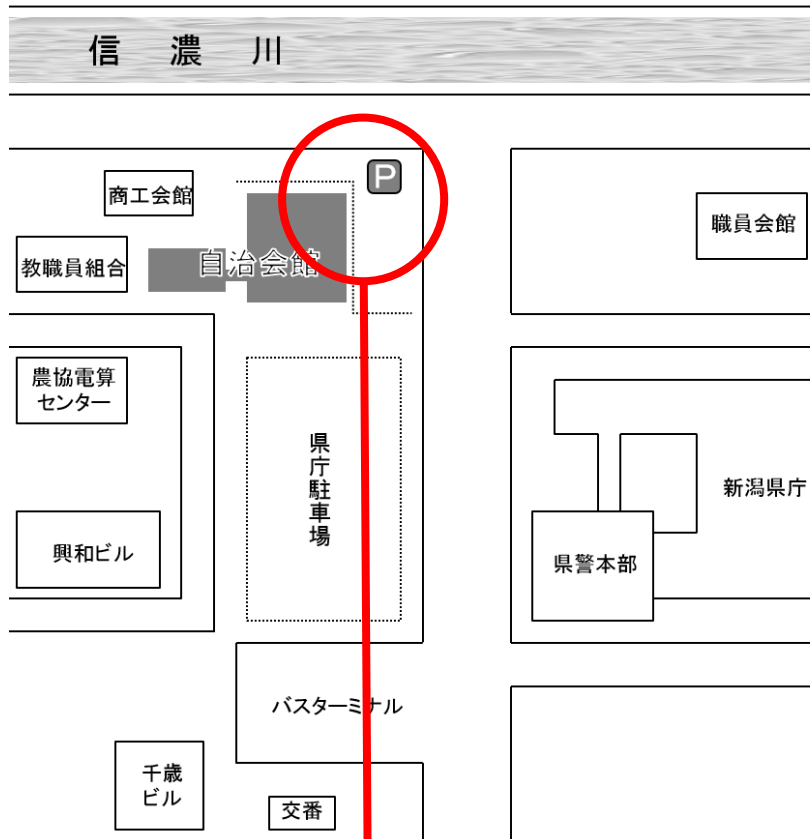 信濃川
P
商工会館
職員会館
教職員組合
自治会館
農協電算
センター
県庁駐車場
新潟県庁
興和ビル
県警本部
バスターミナル
千歳
ビル
交番